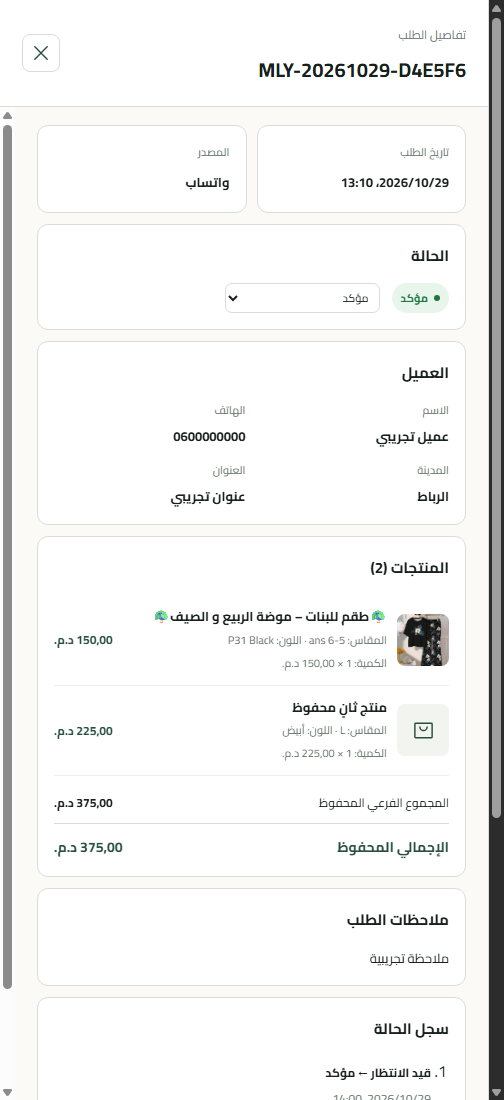 تفاصيل الطلب
MLY-20261029-D4E5F6
تاريخ الطلب
2026/10/29، 13:10
المصدر
واتساب
الحالة
مؤكد
مؤكد
العميل
الاسم
عميل تجريبي
الهاتف
0600000000
المدينة
الرباط
العنوان
عنوان تجريبي
المنتجات (2)
🦚 طقم للبنات – موضة الربيع و الصيف 🦚
المقاس: 5-6 ans · اللون: P31 Black
الكمية: 1 × 150,00 د.م.
150,00 د.م.
منتج ثانٍ محفوظ
المقاس: L · اللون: أبيض
الكمية: 1 × 225,00 د.م.
225,00 د.م.
المجموع الفرعي المحفوظ
375,00 د.م.
الإجمالي المحفوظ
375,00 د.م.
ملاحظات الطلب
ملاحظة تجريبية
سجل الحالة
1. قيد الانتظار ← مؤكد
2026/10/29، 14:00